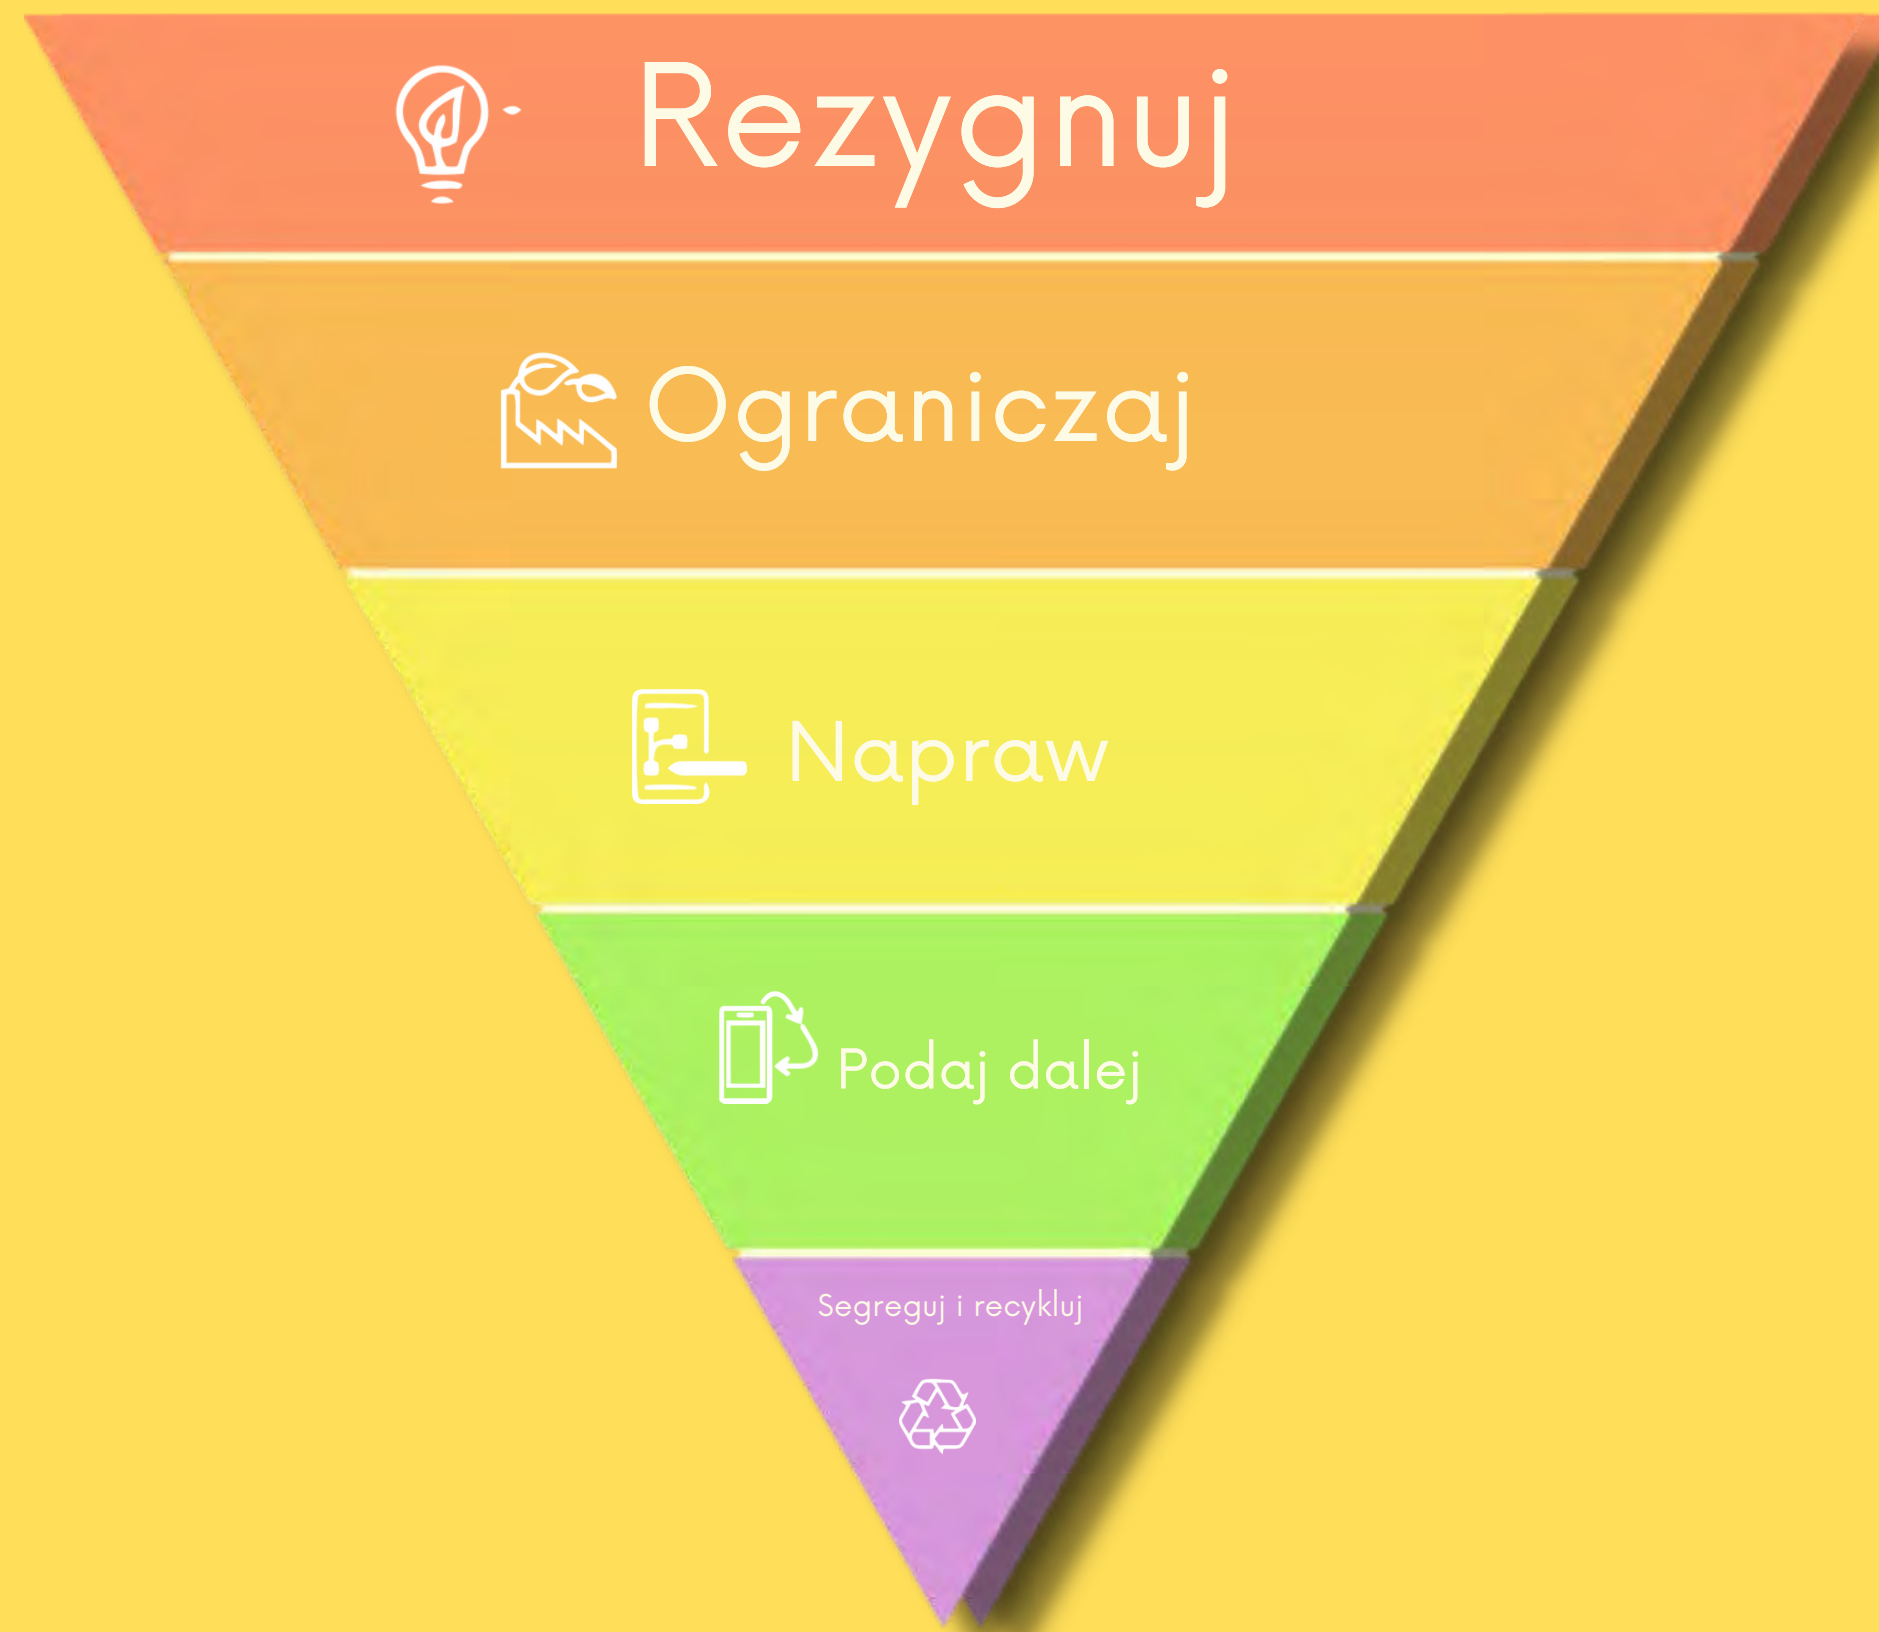 Rezygnuj
Ograniczaj
Napraw
Podaj dalej
Segreguj i recykluj